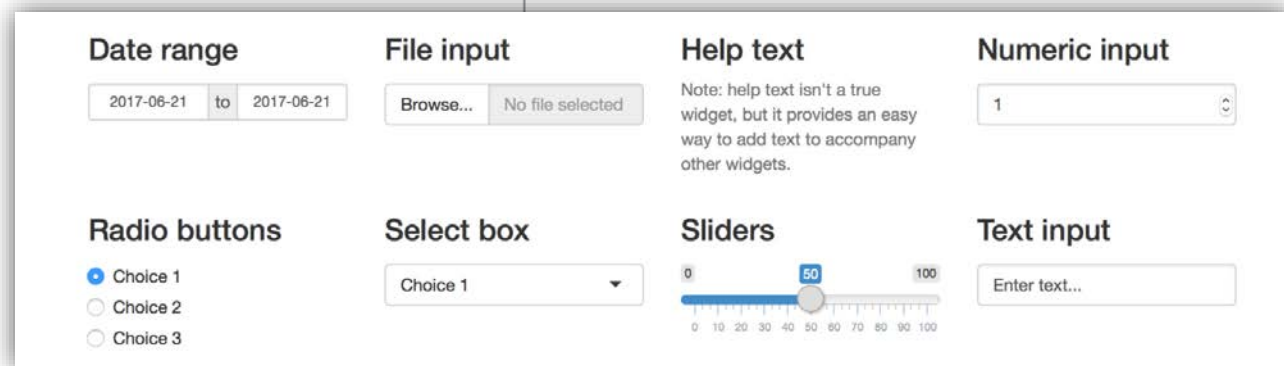 Date range
2017-06-21 to 2017-06-21
File input
Browse... No file selected
Help text
Note: help text isn't a true
widget, but it provides an easy
way to add text to accompany
other widgets.
Numeric input
1
Radio buttons
Choice 1
Choice 2
Choice 3
Select box
Choice 1
Sliders
0 50 100
0 10 20 30 40 50 60 70 80 90 100
Text input
Enter text...